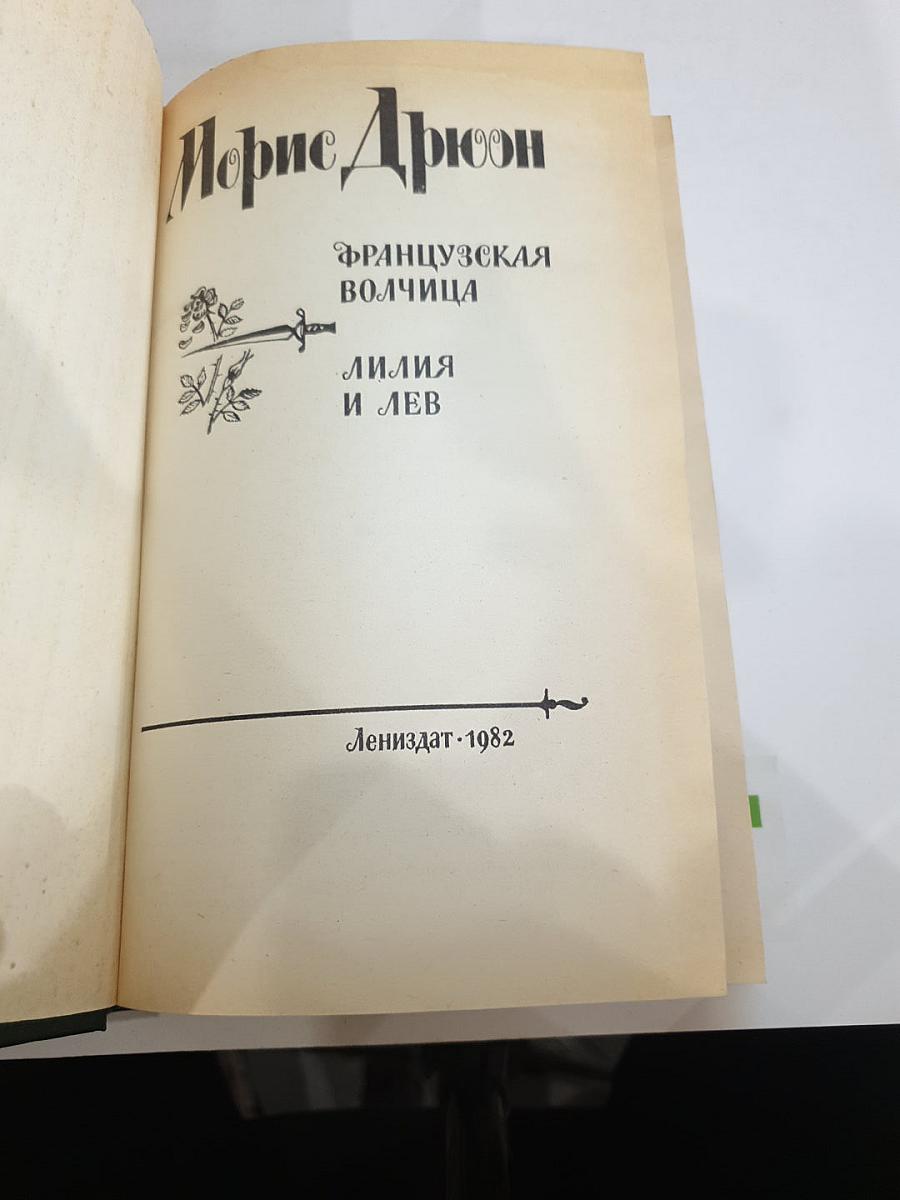 Морис Дрюон
ФРАНЦУЗСКАЯ
ВОЛЧИЦА
ЛИЛИЯ
И ЛЕВ
Лениздат · 1982